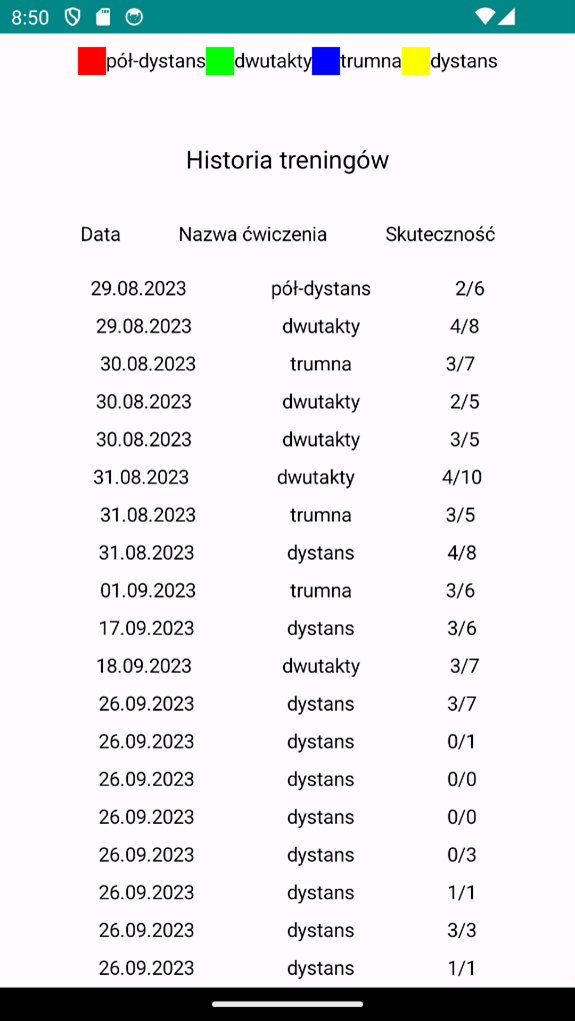 8:50
pół-dystans dwutakty trumna dystans
Historia treningów
Data Nazwa ćwiczenia Skuteczność
29.08.2023 pół-dystans 2/6
29.08.2023 dwutakty 4/8
30.08.2023 trumna 3/7
30.08.2023 dwutakty 2/5
30.08.2023 dwutakty 3/5
31.08.2023 dwutakty 4/10
31.08.2023 trumna 3/5
31.08.2023 dystans 4/8
01.09.2023 trumna 3/6
17.09.2023 dystans 3/6
18.09.2023 dwutakty 3/7
26.09.2023 dystans 3/7
26.09.2023 dystans 0/1
26.09.2023 dystans 0/0
26.09.2023 dystans 0/0
26.09.2023 dystans 0/3
26.09.2023 dystans 1/1
26.09.2023 dystans 3/3
26.09.2023 dystans 1/1